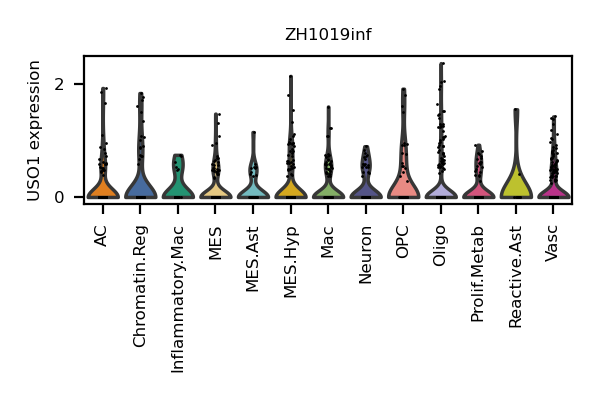 ZH1019inf
USO1 expression
2
0
AC
Chromatin.Reg
Inflammatory.Mac
MES
MES.Ast
MES.Hyp
Mac
Neuron
OPC
Oligo
Prolif.Metab
Reactive.Ast
Vasc